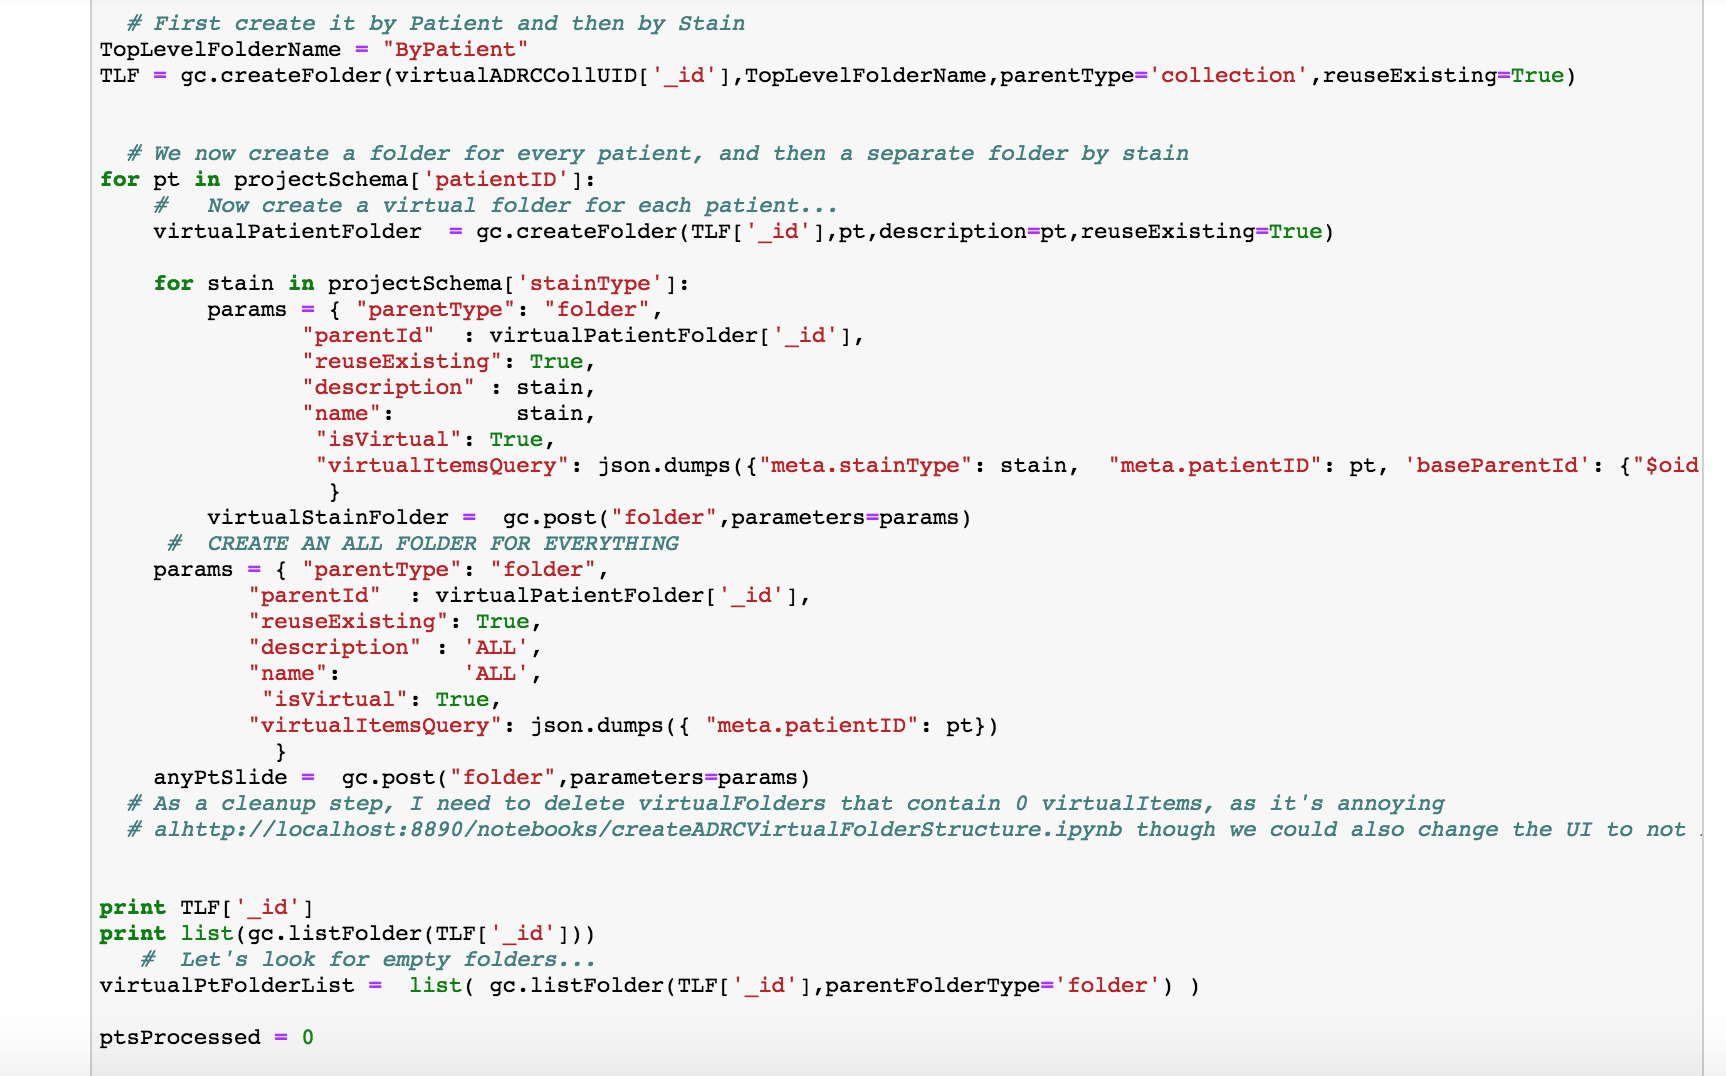 # First create it by Patient and then by Stain
TopLevelFolderName = "ByPatient"
TLF = gc.createFolder(virtualADRCCollUID['_id'],TopLevelFolderName,parentType='collection',reuseExisting=True)
# We now create a folder for every patient, and then a separate folder by stain
for pt in projectSchema['patientID']:
    #   Now create a virtual folder for each patient...
    virtualPatientFolder  = gc.createFolder(TLF['_id'],pt,description=pt,reuseExisting=True)
    for stain in projectSchema['stainType']:
        params = { "parentType": "folder",
               "parentId"  : virtualPatientFolder['_id'],
               "reuseExisting": True,
               "description" : stain,
               "name":         stain,
                "isVirtual": True,
                "virtualItemsQuery": json.dumps({"meta.stainType": stain,  "meta.patientID": pt, 'baseParentId': {"$oid
                 }
        virtualStainFolder =  gc.post("folder",parameters=params)
     #  CREATE AN ALL FOLDER FOR EVERYTHING
    params = { "parentType": "folder",
           "parentId"  : virtualPatientFolder['_id'],
           "reuseExisting": True,
           "description" : 'ALL',
           "name":         'ALL',
            "isVirtual": True,
           "virtualItemsQuery": json.dumps({ "meta.patientID": pt})
             }
    anyPtSlide =  gc.post("folder",parameters=params)
  # As a cleanup step, I need to delete virtualFolders that contain 0 virtualItems, as it's annoying
  # alhttp://localhost:8890/notebooks/createADRCVirtualFolderStructure.ipynb though we could also change the UI to not
print TLF['_id']
print list(gc.listFolder(TLF['_id']))
   #  Let's look for empty folders...
virtualPtFolderList =  list( gc.listFolder(TLF['_id'],parentFolderType='folder') )
ptsProcessed = 0